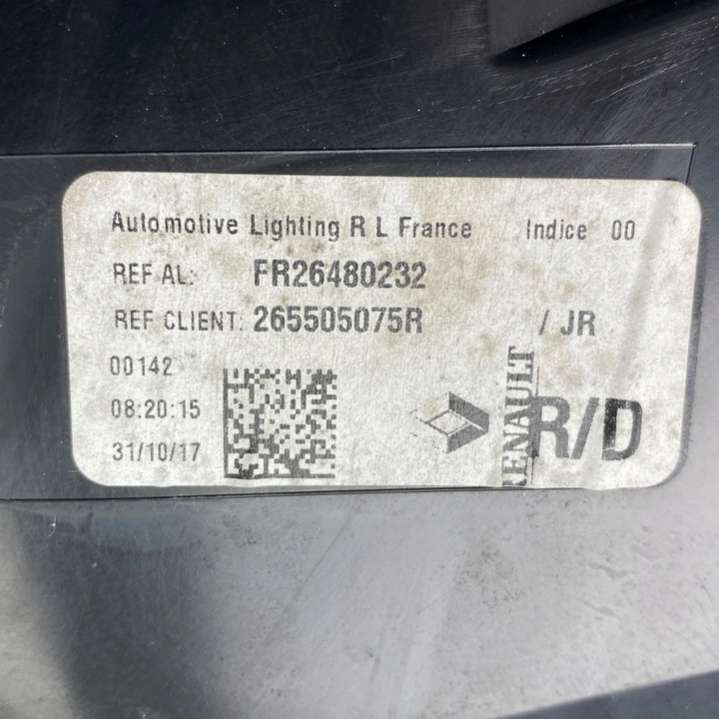 Automotive Lighting R L France Indice 00
REF AL: FR26480232
REF CLIENT: 265505075R / JR
00142
08:20:15
31/10/17
RENAULT
R/D